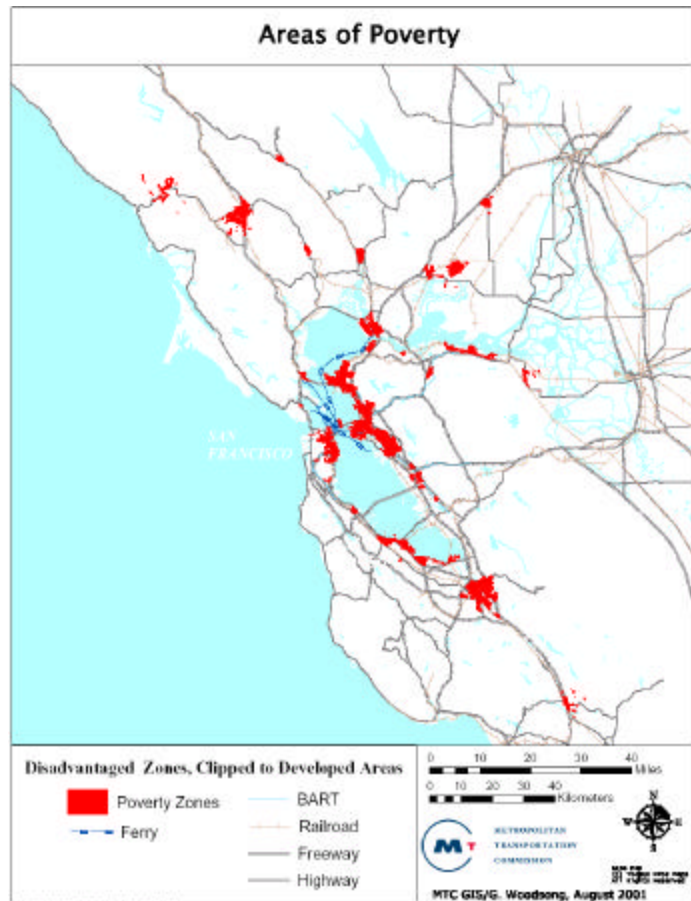 Areas of Poverty
SAN
FRANCISCO
Disadvantaged Zones, Clipped to Developed Areas
Poverty Zones
Ferry
BART
Railroad
Freeway
Highway
0 10 20 30 40
Miles
0 10 20 30 40
Kilometers
N
W E
S
M T
METROPOLITAN
TRANSPORTATION
COMMISSION
MTC GIS/G. Woodsong, August 2001